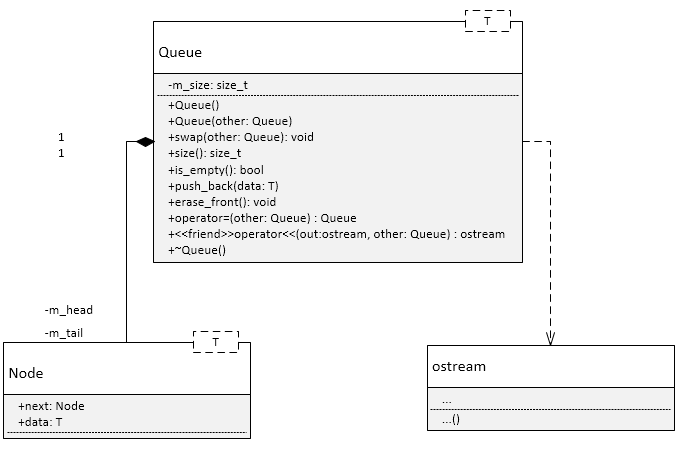 T
Queue
-m_size: size_t
+Queue()
+Queue(other: Queue)
+swap(other: Queue): void
+size(): size_t
+is_empty(): bool
+push_back(data: T)
+erase_front(): void
+operator=(other: Queue) : Queue
+<<friend>>operator<<(out:ostream, other: Queue) : ostream
+~Queue()
1
1
-m_head
-m_tail
T
Node
+next: Node
+data: T
ostream
...
...()